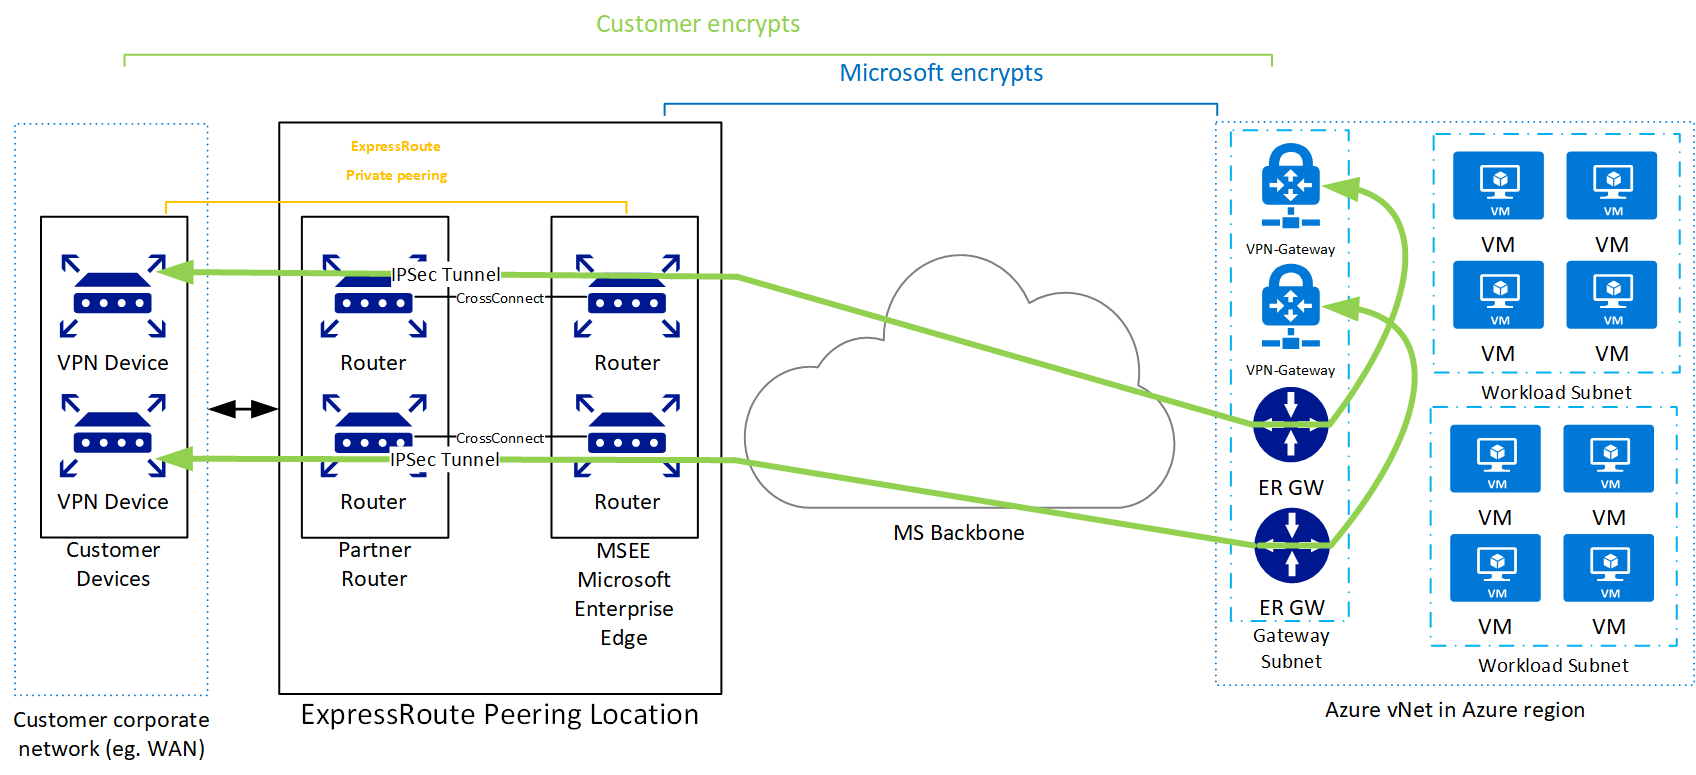 Customer encrypts
Microsoft encrypts
ExpressRoute
Private peering
IPSec Tunnel
CrossConnect
VPN Device
Router
Router
CrossConnect
IPSec Tunnel
VPN Device
Router
Router
Customer
Devices
Partner
Router
MSEE
Microsoft
Enterprise
Edge
Customer corporate
network (eg. WAN)
ExpressRoute Peering Location
MS Backbone
VPN-Gateway
VPN-Gateway
ER GW
ER GW
Gateway
Subnet
VM
VM
VM
VM
VM
VM
VM
VM
Workload Subnet
VM
VM
VM
VM
VM
VM
VM
VM
Workload Subnet
Azure vNet in Azure region